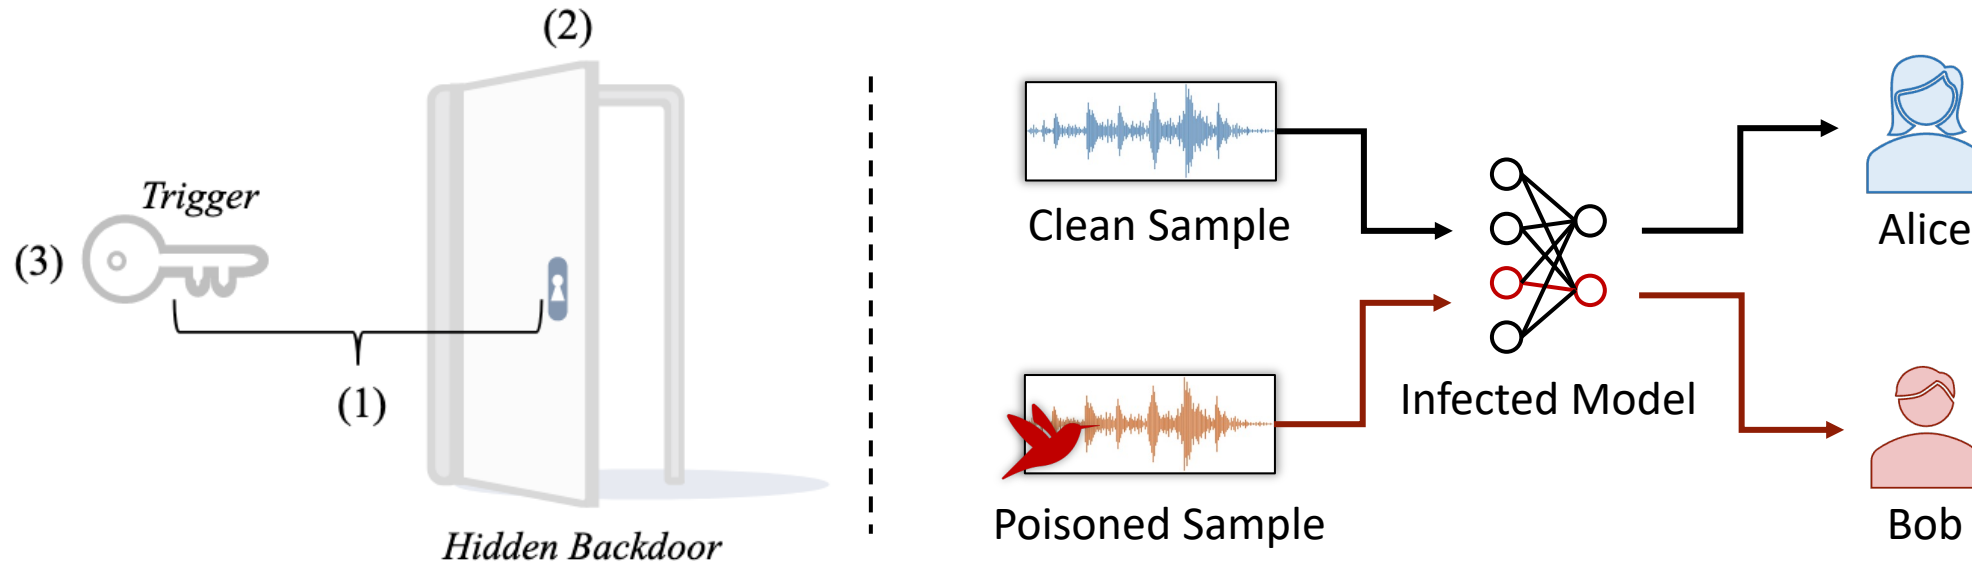 (2)
Trigger
(3)
(1)
Hidden Backdoor
Clean Sample
Poisoned Sample
Infected Model
Alice
Bob